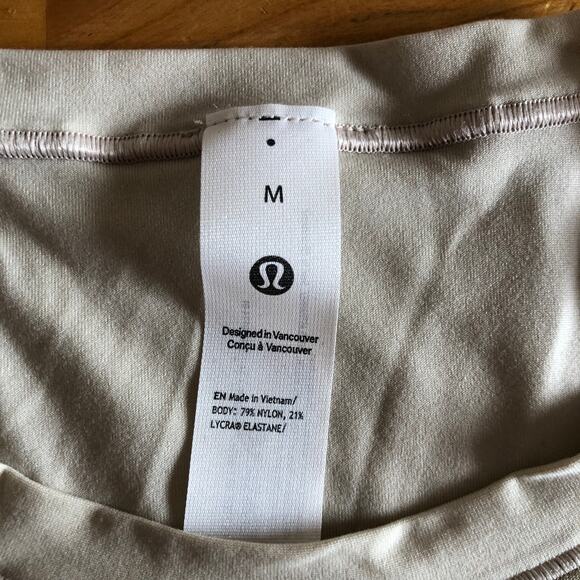 M
Designed in Vancouver
Conçu à Vancouver
EN Made in Vietnam/
BODY: 79% NYLON, 21%
LYCRA® ELASTANE/